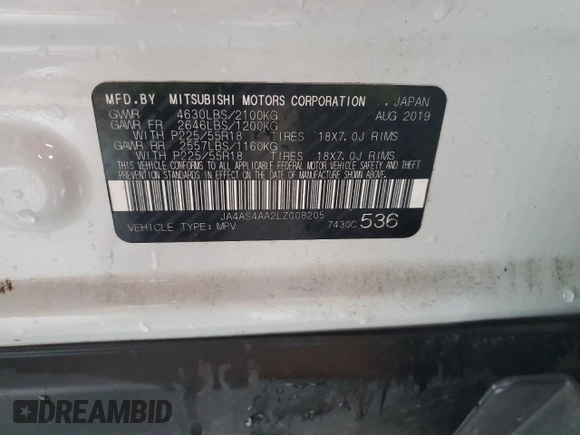 MFD.BY MITSUBISHI MOTORS CORPORATION , JAPAN
GVWR 4630LBS/2100KG AUG 2019
GAWR FR 2646LBS/1200KG
WITH P225/55R18 TIRES 18X7.0J RIMS
GAWR RR 2557LBS/1160KG
WITH P225/55R18 TIRES 18X7.0J RIMS
THIS VEHICLE CONFORMS TO ALL APPLICABLE FEDERAL MOTOR VEHICLE SAFETY AND THEFT
PREVENTION STANDARDS IN EFFECT ON THE DATE OF MANUFACTURE SHOWN ABOVE.
JA4AS4AA2LZ008205
VEHICLE TYPE: MPV 7430C 536
DREAMBID